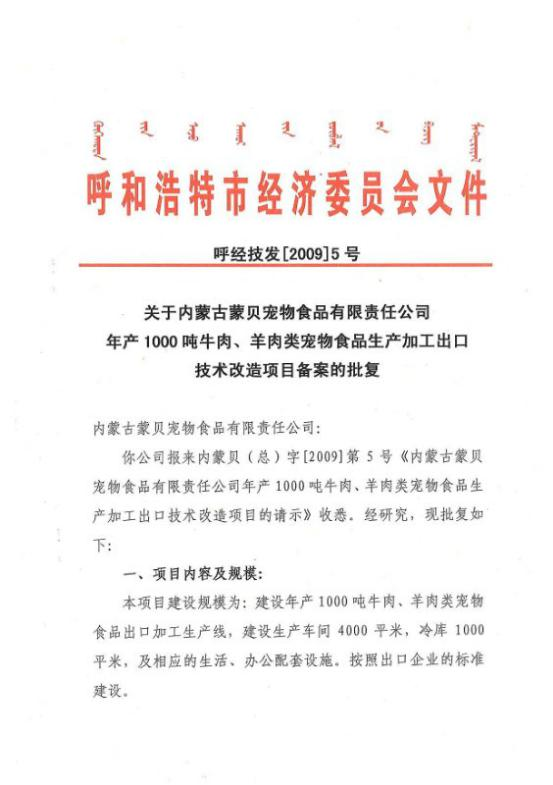 呼和浩特市经济委员会文件
呼经技发[2009]5号
关于内蒙古蒙贝宠物食品有限责任公司
年产1000吨牛肉、羊肉类宠物食品生产加工出口
技术改造项目备案的批复
内蒙古蒙贝宠物食品有限责任公司：
你公司报来内蒙贝（总）字[2009]第5号《内蒙古蒙贝
宠物食品有限责任公司年产1000吨牛肉、羊肉类宠物食品生
产加工出口技术改造项目的请示》收悉。经研究，现批复如
下：
一、项目内容及规模：
本项目建设规模为：建设年产1000吨牛肉、羊肉类宠物
食品出口加工生产线，建设生产车间4000平米，冷库1000
平米，及相应的生活、办公配套设施。按照出口企业的标准
建设。